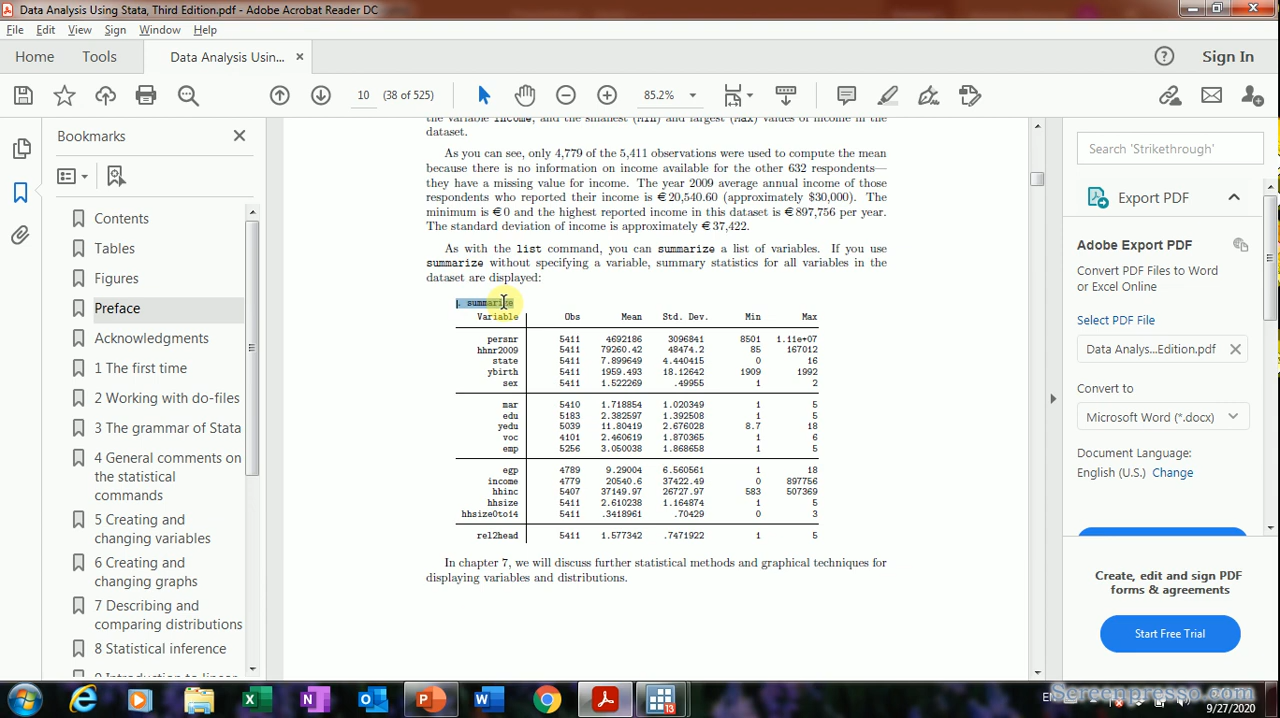 Data Analysis Using Stata, Third Edition.pdf - Adobe Acrobat Reader DC
File Edit View Sign Window Help
Home Tools Data Analysis Usin... × Sign In
10 (38 of 525) 85.2%
Bookmarks
Contents
Tables
Figures
Preface
Acknowledgments
1 The first time
2 Working with do-files
3 The grammar of Stata
4 General comments on
the statistical
commands
5 Creating and
changing variables
6 Creating and
changing graphs
7 Describing and
comparing distributions
8 Statistical inference
the variable income, and the smallest (Min) and largest (Max) values of income in the
dataset.
As you can see, only 4,779 of the 5,411 observations were used to compute the mean
because there is no information on income available for the other 632 respondents—
they have a missing value for income. The year 2009 average annual income of those
respondents who reported their income is €20,540.60 (approximately $30,000). The
minimum is €0 and the highest reported income in this dataset is €897,756 per year.
The standard deviation of income is approximately €37,422.
As with the list command, you can summarize a list of variables. If you use
summarize without specifying a variable, summary statistics for all variables in the
dataset are displayed:
. summarize
Variable Obs Mean Std. Dev. Min Max
persnr 5411 4692186 3096841 8501 1.11e+07
hhnr2009 5411 79260.42 48474.2 85 167012
state 5411 7.899649 4.440415 0 16
ybirth 5411 1959.493 18.12642 1909 1992
sex 5411 1.522269 .49955 1 2
mar 5410 1.718854 1.020349 1 5
edu 5183 2.382597 1.392508 1 5
yedu 5039 11.80419 2.676028 8.7 18
voc 4101 2.460619 1.870365 1 6
emp 5256 3.050038 1.868658 1 5
egp 4789 9.29004 6.560561 1 18
income 4779 20540.6 37422.49 0 897756
hhinc 5407 37149.97 26727.97 583 507369
hhsize 5411 2.610238 1.164874 1 5
hhsize0to14 5411 .3418961 .70429 0 3
rel2head 5411 1.577342 .7471922 1 5
In chapter 7, we will discuss further statistical methods and graphical techniques for
displaying variables and distributions.
Search 'Strikethrough'
Export PDF
Adobe Export PDF
Convert PDF Files to Word
or Excel Online
Select PDF File
Data Analys...Edition.pdf
Convert to
Microsoft Word (*.docx)
Document Language:
English (U.S.) Change
Create, edit and sign PDF
forms & agreements
Start Free Trial
13
EN
Screenpresso.com
9/27/2020